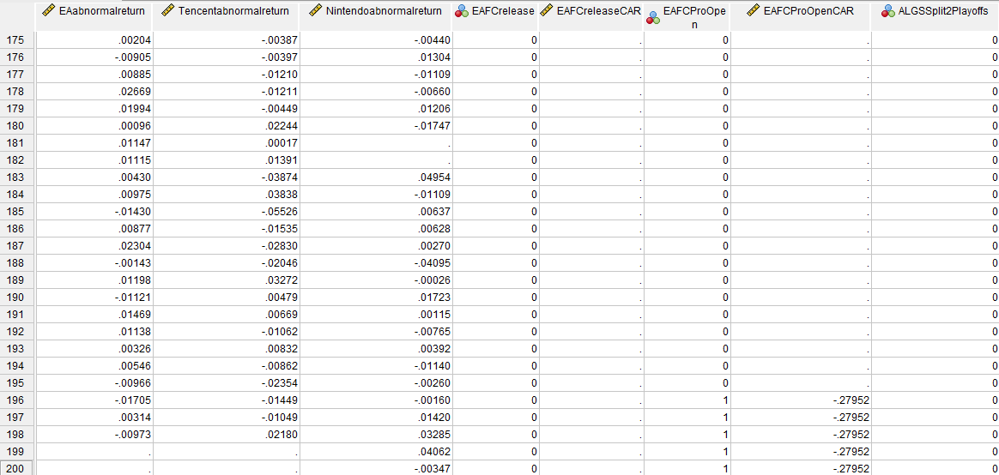 EAabnormalreturn Tencentabnormalreturn Nintendoabnormalreturn EAFCrelease EAFCreleaseCAR EAFCProOpe
n EAFCProOpenCAR ALGSSplit2Playoffs
175 .00204 -.00387 -.00440 0 . 0 . 0
176 -.00905 -.00397 .01304 0 . 0 . 0
177 .00885 -.01210 -.01109 0 . 0 . 0
178 .02669 -.01211 -.00660 0 . 0 . 0
179 .01994 -.00449 .01206 0 . 0 . 0
180 .00096 .02244 -.01747 0 . 0 . 0
181 .01147 .00017 . 0 . 0 . 0
182 .01115 .01391 . 0 . 0 . 0
183 .00430 -.03874 .04954 0 . 0 . 0
184 .00975 .03838 -.01109 0 . 0 . 0
185 -.01430 -.05526 .00637 0 . 0 . 0
186 .00877 -.01535 .00628 0 . 0 . 0
187 .02304 -.02830 .00270 0 . 0 . 0
188 -.00143 -.02046 -.04095 0 . 0 . 0
189 .01198 .03272 -.00026 0 . 0 . 0
190 -.01121 .00479 .01723 0 . 0 . 0
191 .01469 .00669 .00115 0 . 0 . 0
192 .01138 -.01062 -.00765 0 . 0 . 0
193 .00326 .00832 .00392 0 . 0 . 0
194 .00546 -.00862 -.01140 0 . 0 . 0
195 -.00966 -.02354 -.00260 0 . 0 . 0
196 -.01705 -.01449 -.00160 0 . 1 -.27952 0
197 .00314 -.01049 .01420 0 . 1 -.27952 0
198 -.00973 .02180 .03285 0 . 1 -.27952 0
199 . . .04062 0 . 1 -.27952 0
200 . . -.00347 0 . 1 -.27952 0